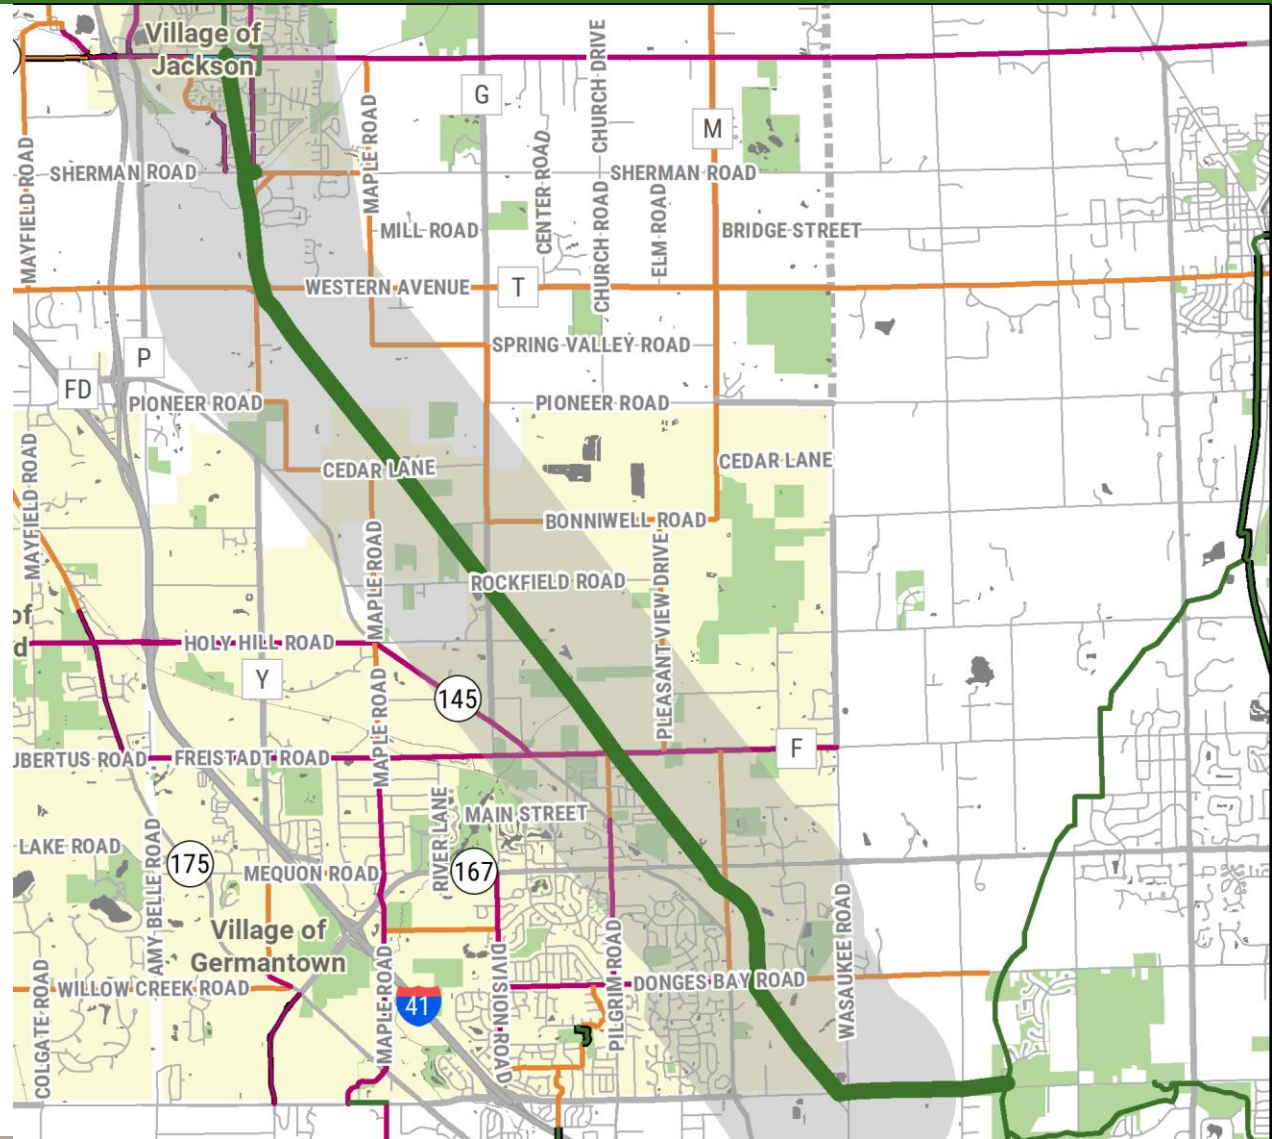 Village of
Jackson
G
CHURCH DRIVE
M
MAPLE ROAD
MAYFIELD ROAD
SHERMAN ROAD
CENTER ROAD
SHERMAN ROAD
CHURCH ROAD
ELM ROAD
MILL ROAD
BRIDGE STREET
WESTERN AVENUE
T
SPRING VALLEY ROAD
P
FD
PIONEER ROAD
PIONEER ROAD
CEDAR LANE
CEDAR LANE
MAYFIELD ROAD
BONNIWELL ROAD
MAPLE ROAD
ROCKFIELD ROAD
PLEASANT VIEW DRIVE
of
d
HOLY HILL ROAD
Y
145
MAPLE ROAD
F
UBERTUS ROAD
FREISTADT ROAD
RIVER LANE
MAIN STREET
LAKE ROAD
AMY BELLE ROAD
175
MEQUON ROAD
167
WASAUKEE ROAD
Village of
Germantown
PILGRIM ROAD
DIVISION ROAD
MAPLE ROAD
COLGATE ROAD
WILLOW CREEK ROAD
DONGES BAY ROAD
41